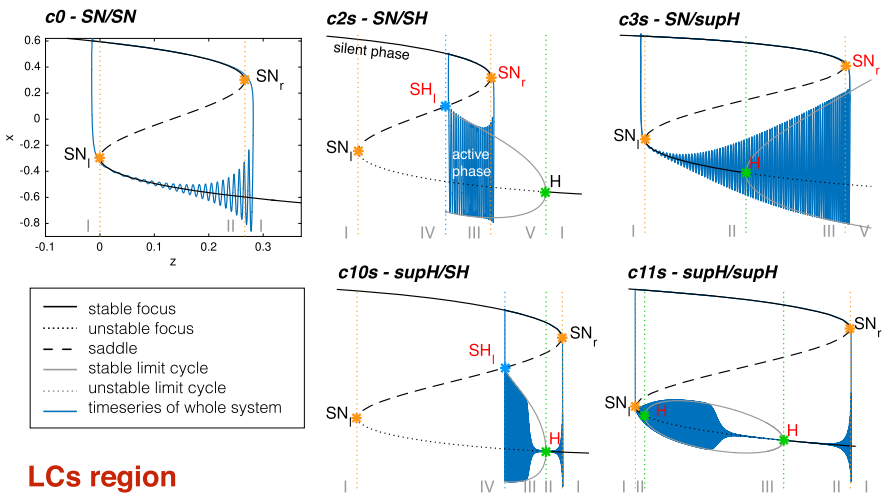 c0 - SN/SN
c2s - SN/SH
c3s - SN/supH
0.6
0.4
0.2
0
-0.2
-0.4
-0.6
-0.8
x
SN_r
SN_l
I
II
I
-0.1
0
0.1
0.2
0.3
z
silent phase
SH_l
SN_r
SN_l
active
phase
H
I
IV
III
V
I
SN_r
SN_l
H
I
II
III
V
c10s - supH/SH
c11s - supH/supH
stable focus
unstable focus
saddle
stable limit cycle
unstable limit cycle
timeseries of whole system
LCs region
SN_r
SH_l
SN_l
H
I
IV
III
II
I
SN_r
SN_l
H
H
I
II
III
II
I